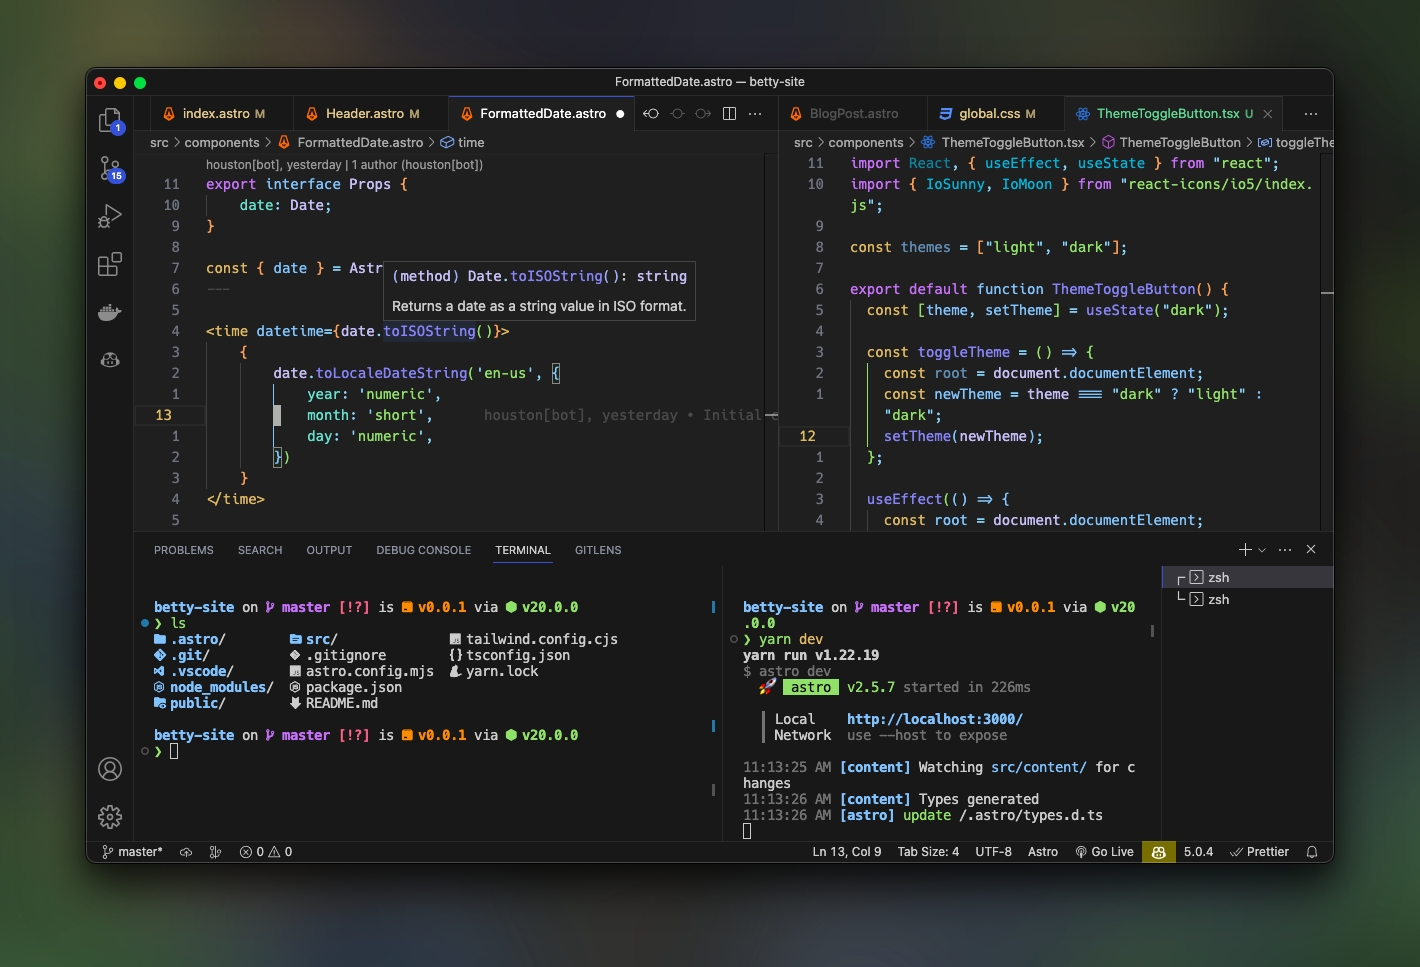 FormattedDate.astro — betty-site
index.astro M
Header.astro M
FormattedDate.astro
BlogPost.astro
global.css M
ThemeToggleButton.tsx U
src > components > FormattedDate.astro > time
src > components > ThemeToggleButton.tsx > ThemeToggleButton > toggleThe
1
15
houston[bot], yesterday | 1 author (houston[bot])
11 export interface Props {
10 date: Date;
9 }
8
7 const { date } = Astr
6 ---
5
4 <time datetime={date.toISOString()}>
3 {
2 date.toLocaleDateString('en-us', {
1 year: 'numeric',
13 month: 'short', houston[bot], yesterday • Initial
1 day: 'numeric',
2 })
3 }
4 </time>
5
(method) Date.toISOString(): string
Returns a date as a string value in ISO format.
11 import React, { useEffect, useState } from "react";
10 import { IoSunny, IoMoon } from "react-icons/io5/index.
js";
9
8 const themes = ["light", "dark"];
7
6 export default function ThemeToggleButton() {
5 const [theme, setTheme] = useState("dark");
4
3 const toggleTheme = () => {
2 const root = document.documentElement;
1 const newTheme = theme === "dark" ? "light" :
"dark";
12 setTheme(newTheme);
1 };
2
3 useEffect(() => {
4 const root = document.documentElement;
PROBLEMS SEARCH OUTPUT DEBUG CONSOLE TERMINAL GITLENS
betty-site on master [!?] is v0.0.1 via v20.0.0
❯ ls
.astro/ src/ tailwind.config.cjs
.git/ .gitignore tsconfig.json
.vscode/ astro.config.mjs yarn.lock
node_modules/ package.json
public/ README.md
betty-site on master [!?] is v0.0.1 via v20.0.0
❯
betty-site on master [!?] is v0.0.1 via v20
.0.0
❯ yarn dev
yarn run v1.22.19
$ astro dev
🚀 astro v2.5.7 started in 226ms
Local http://localhost:3000/
Network use --host to expose
11:13:25 AM [content] Watching src/content/ for c
hanges
11:13:26 AM [content] Types generated
11:13:26 AM [astro] update /.astro/types.d.ts
zsh
zsh
master* 0 0 Ln 13, Col 9 Tab Size: 4 UTF-8 Astro Go Live 5.0.4 Prettier